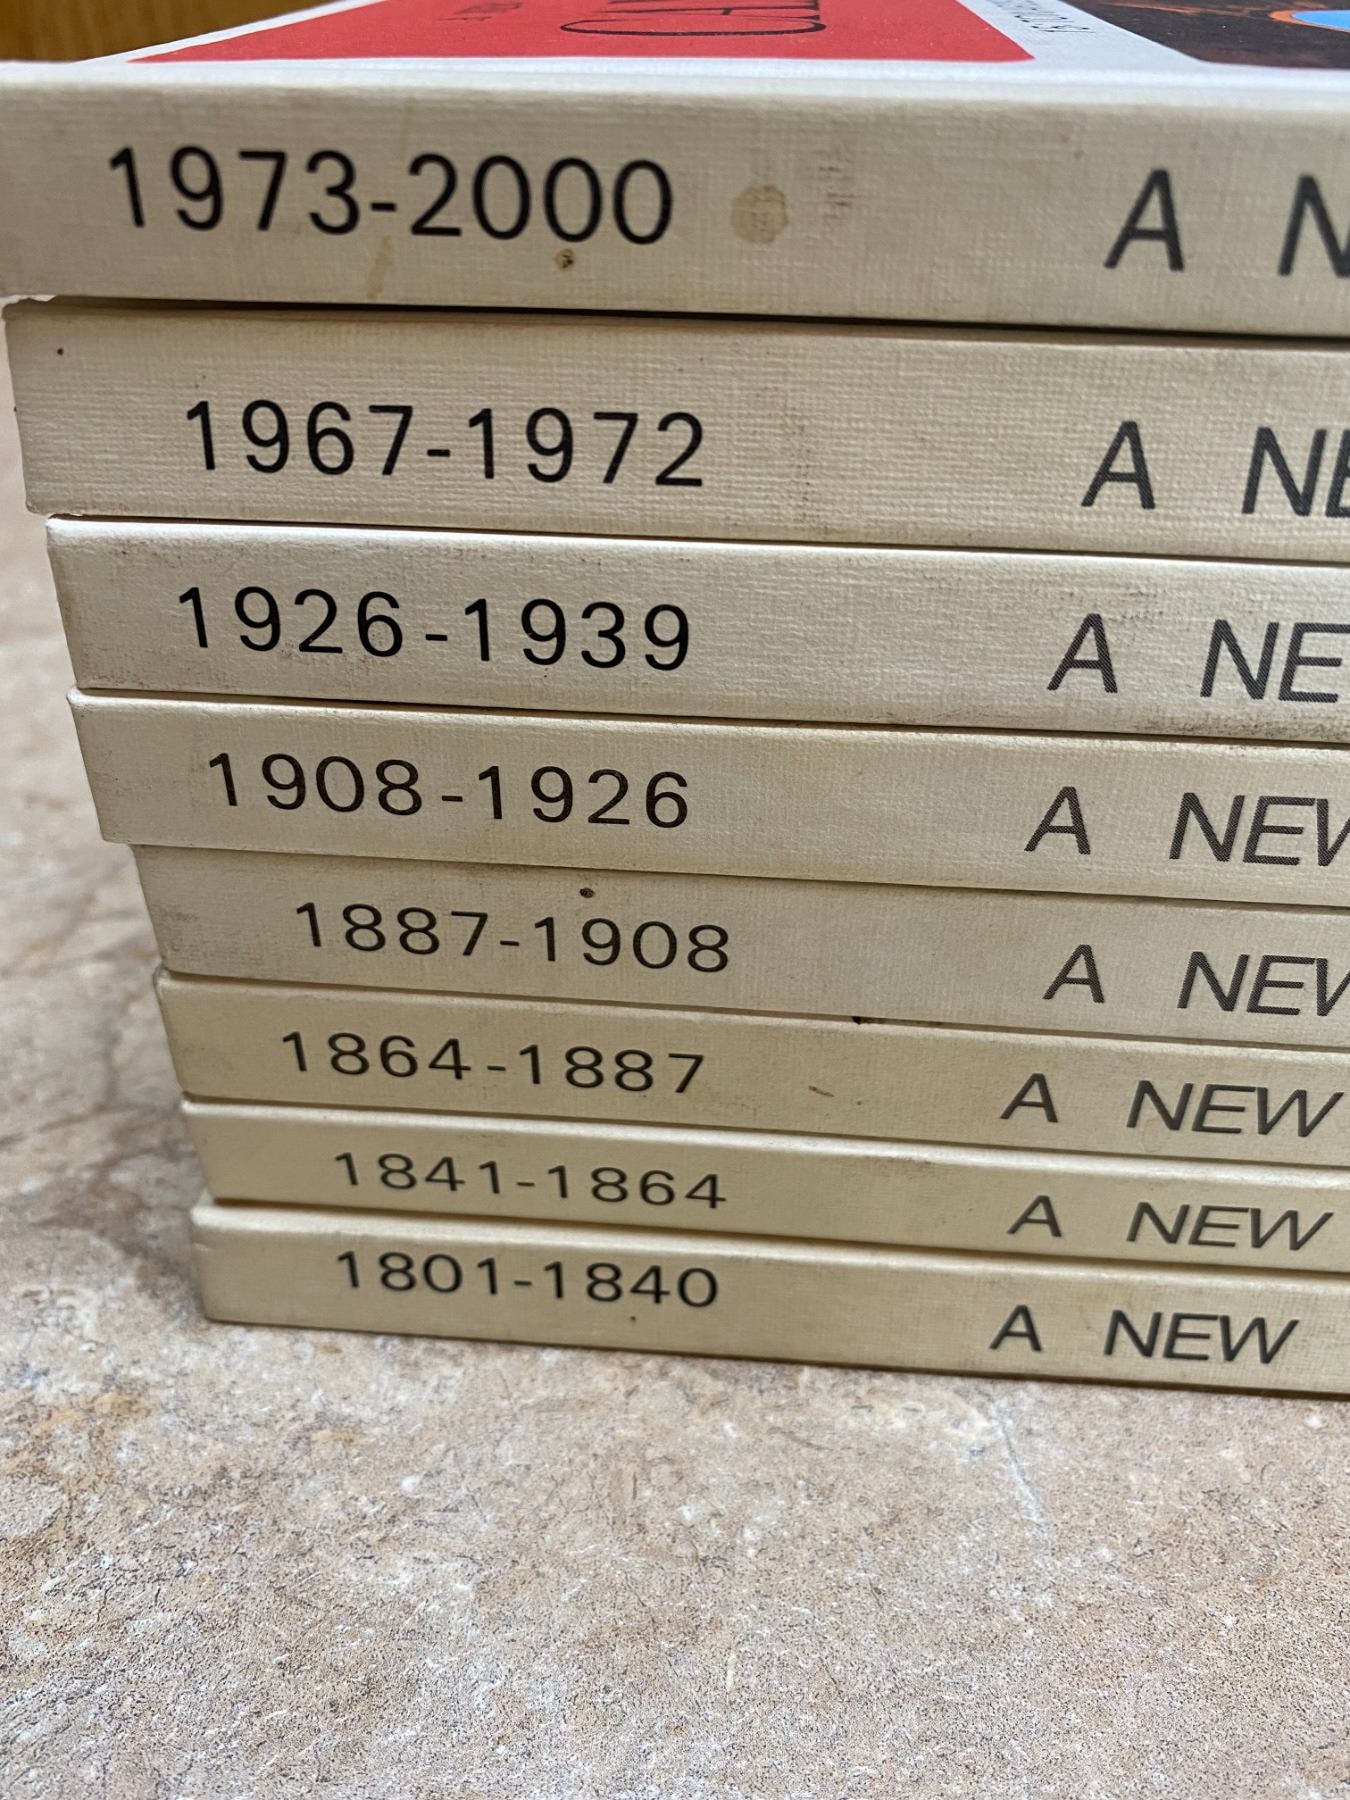 1973-2000 A N
1967-1972 A NE
1926-1939 A NE
1908-1926 A NEW
1887-1908 A NEW
1864-1887 A NEW
1841-1864 A NEW
1801-1840 A NEW